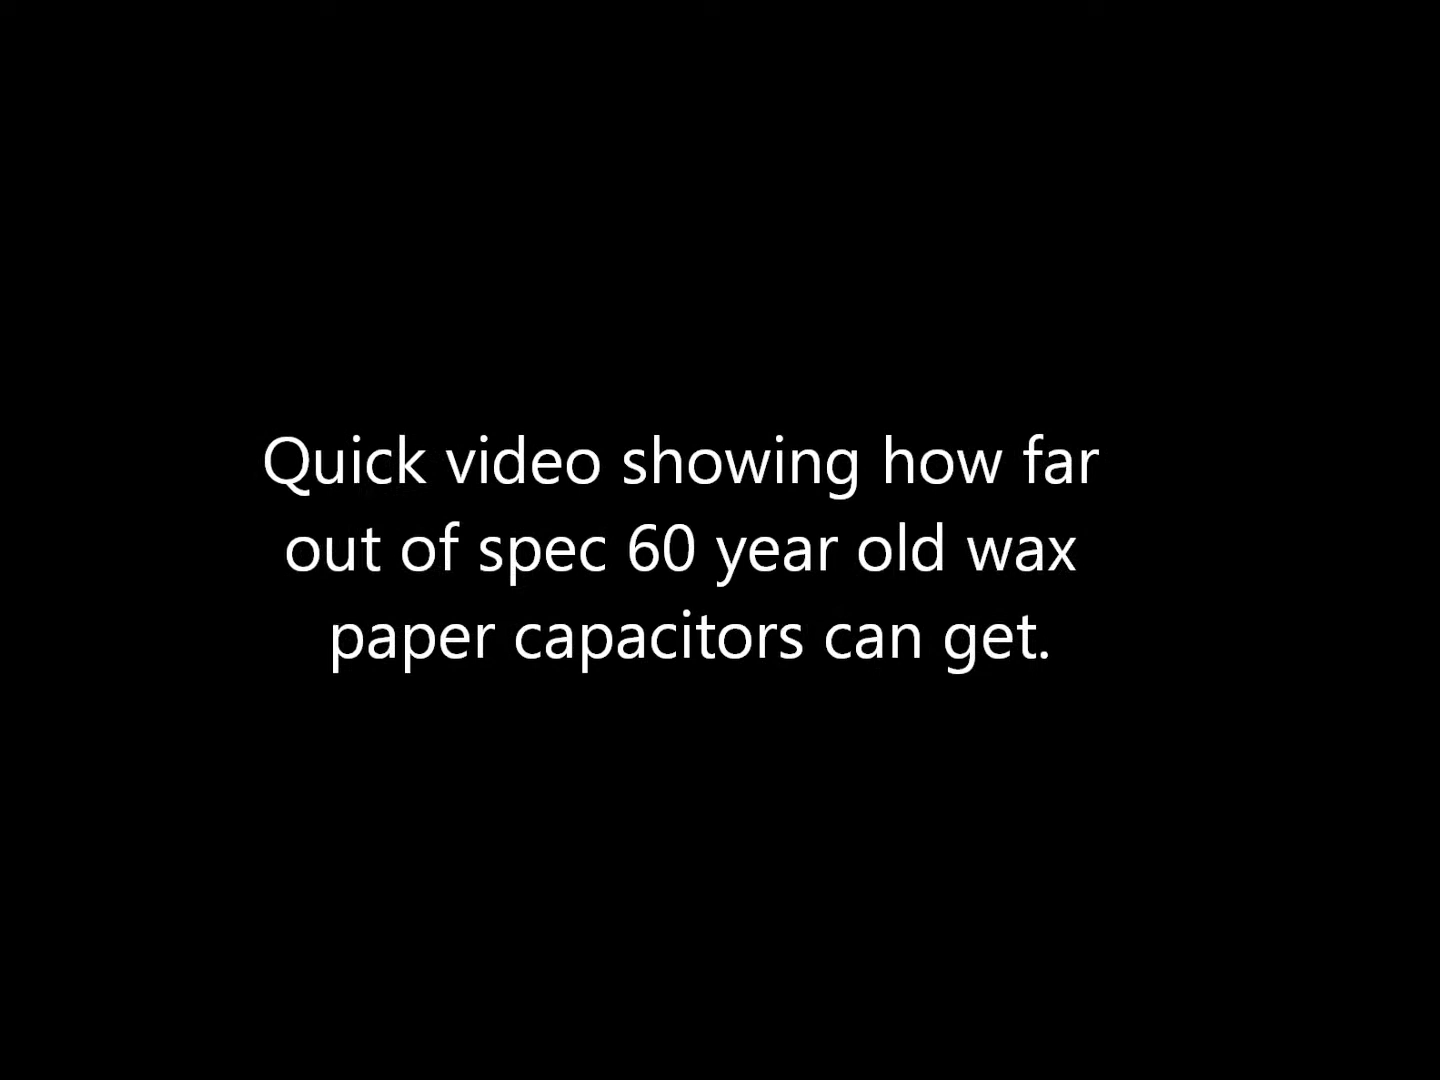 Quick video showing how far
out of spec 60 year old wax
paper capacitors can get.